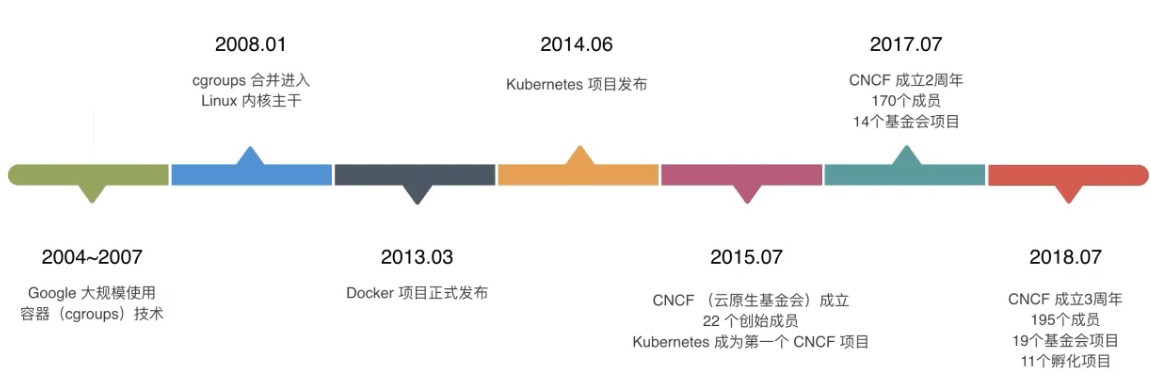 2008.01
cgroups 合并进入
Linux 内核主干
2014.06
Kubernetes 项目发布
2017.07
CNCF 成立2周年
170个成员
14个基金会项目
2004~2007
Google 大规模使用
容器（cgroups）技术
2013.03
Docker 项目正式发布
2015.07
CNCF （云原生基金会）成立
22 个创始成员
Kubernetes 成为第一个 CNCF 项目
2018.07
CNCF 成立3周年
195个成员
19个基金会项目
11个孵化项目